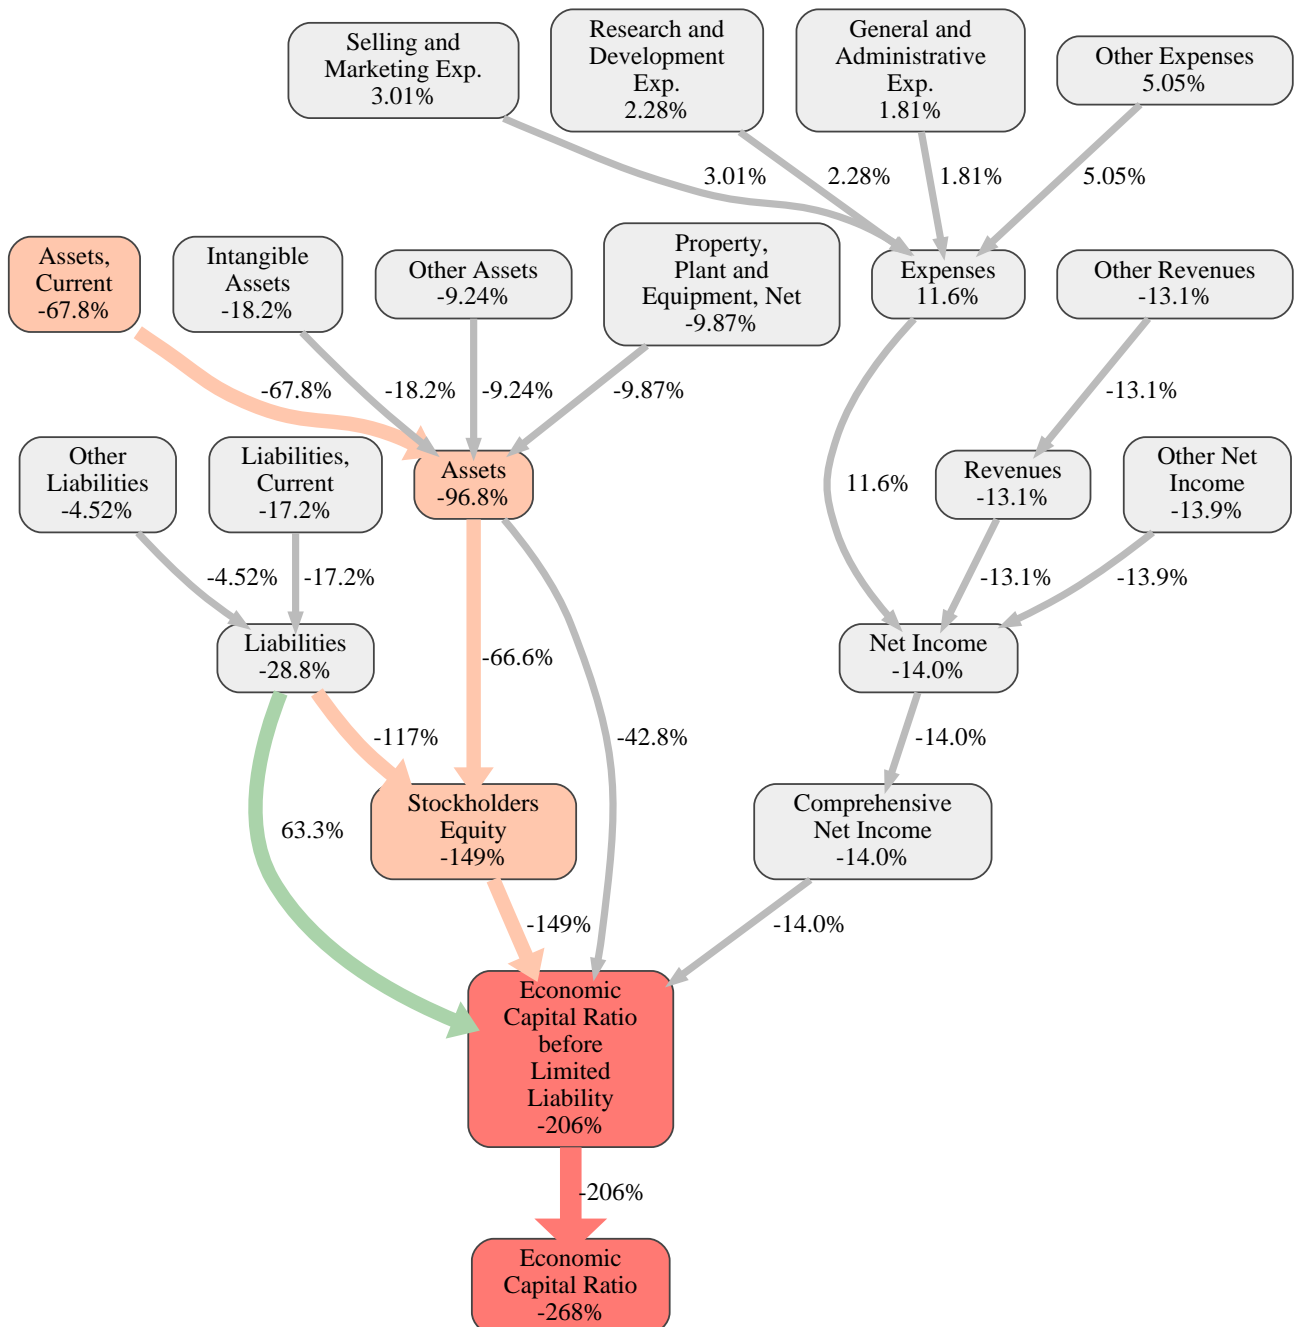 Selling and
Marketing Exp.
3.01%
Research and
Development
Exp.
2.28%
General and
Administrative
Exp.
1.81%
Other Expenses
5.05%
3.01%
2.28%
1.81%
5.05%
Assets,
Current
-67.8%
Intangible
Assets
-18.2%
Other Assets
-9.24%
Property,
Plant and
Equipment, Net
-9.87%
Expenses
11.6%
Other Revenues
-13.1%
-67.8%
-18.2%
-9.24%
-9.87%
-13.1%
Other
Liabilities
-4.52%
Liabilities,
Current
-17.2%
Assets
-96.8%
11.6%
Revenues
-13.1%
Other Net
Income
-13.9%
-4.52%
-17.2%
-13.1%
-13.9%
Liabilities
-28.8%
-66.6%
Net Income
-14.0%
-117%
-42.8%
-14.0%
63.3%
Stockholders
Equity
-149%
Comprehensive
Net Income
-14.0%
-149%
-14.0%
Economic
Capital Ratio
before
Limited
Liability
-206%
-206%
Economic
Capital Ratio
-268%